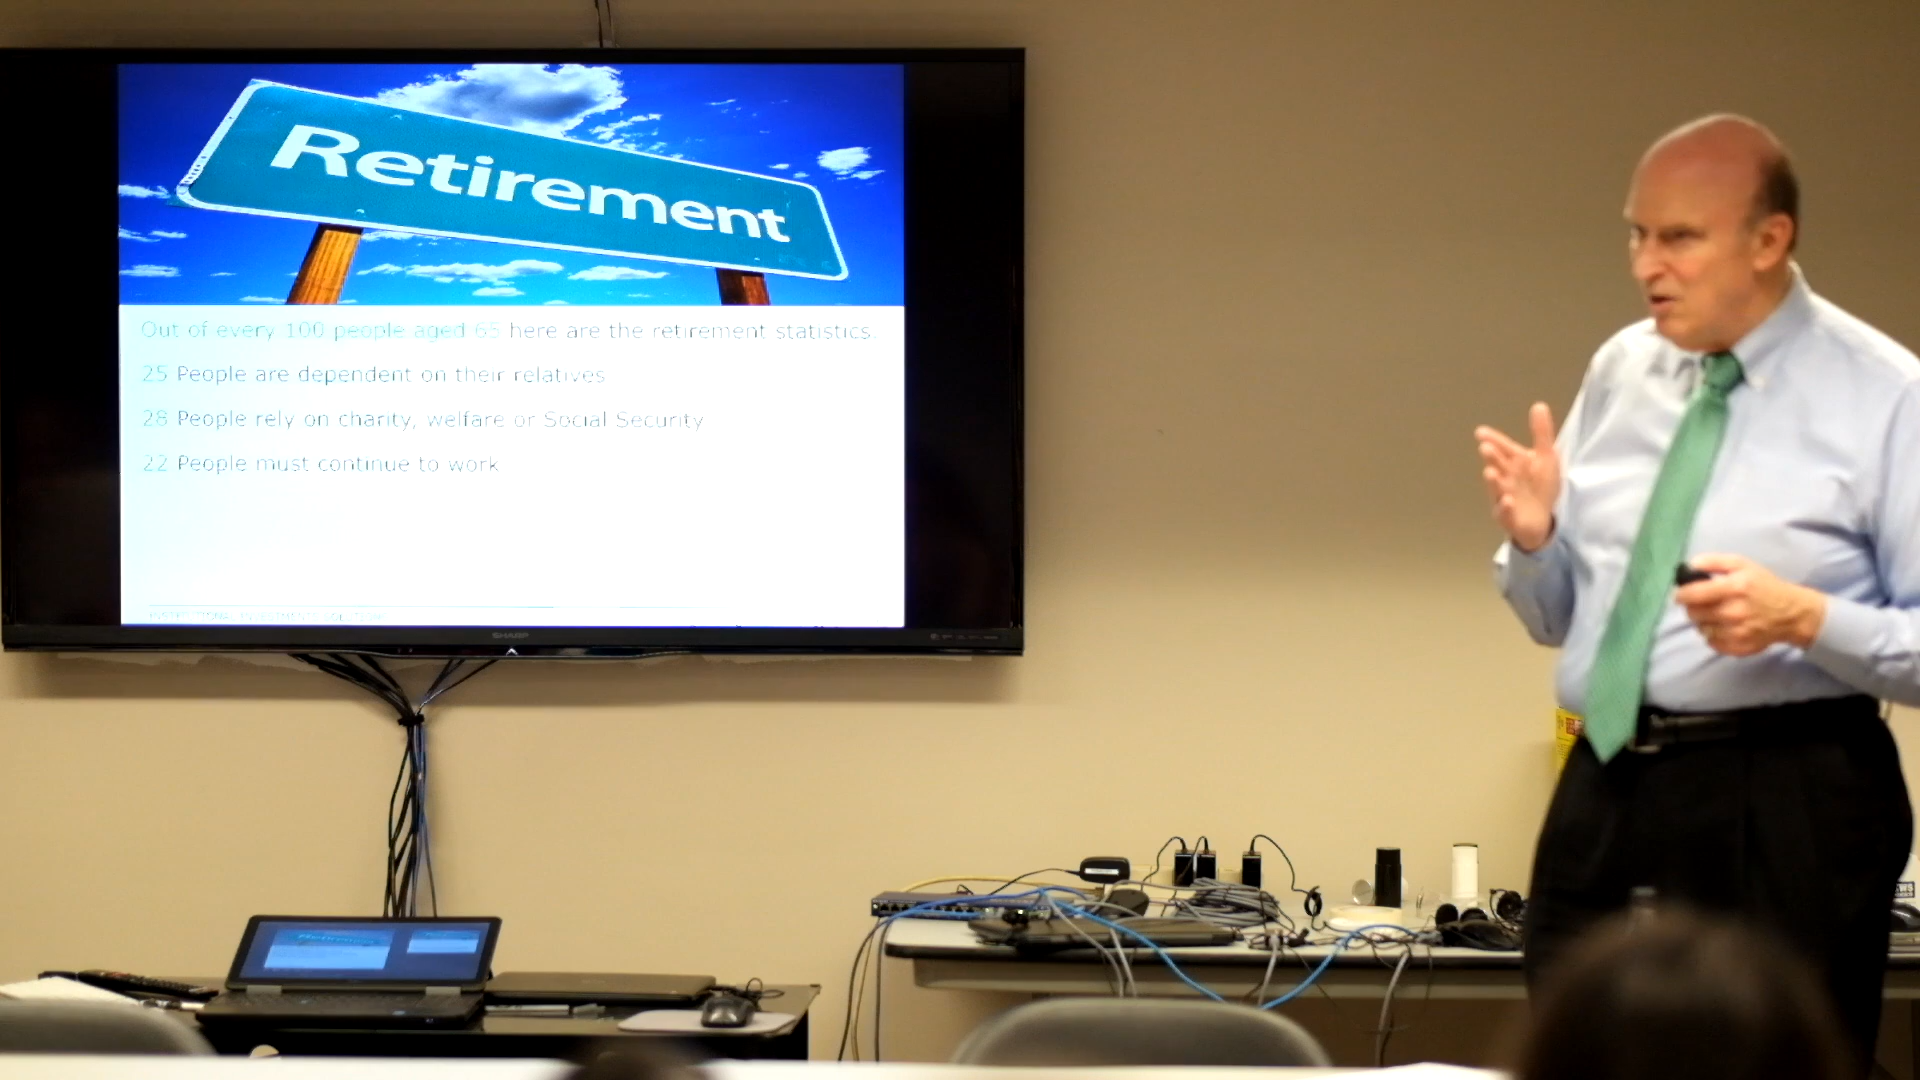 Retirement
Out of every 100 people aged 65 here are the retirement statistics.
25 People are dependent on their relatives
28 People rely on charity, welfare or Social Security
22 People must continue to work
SHARP